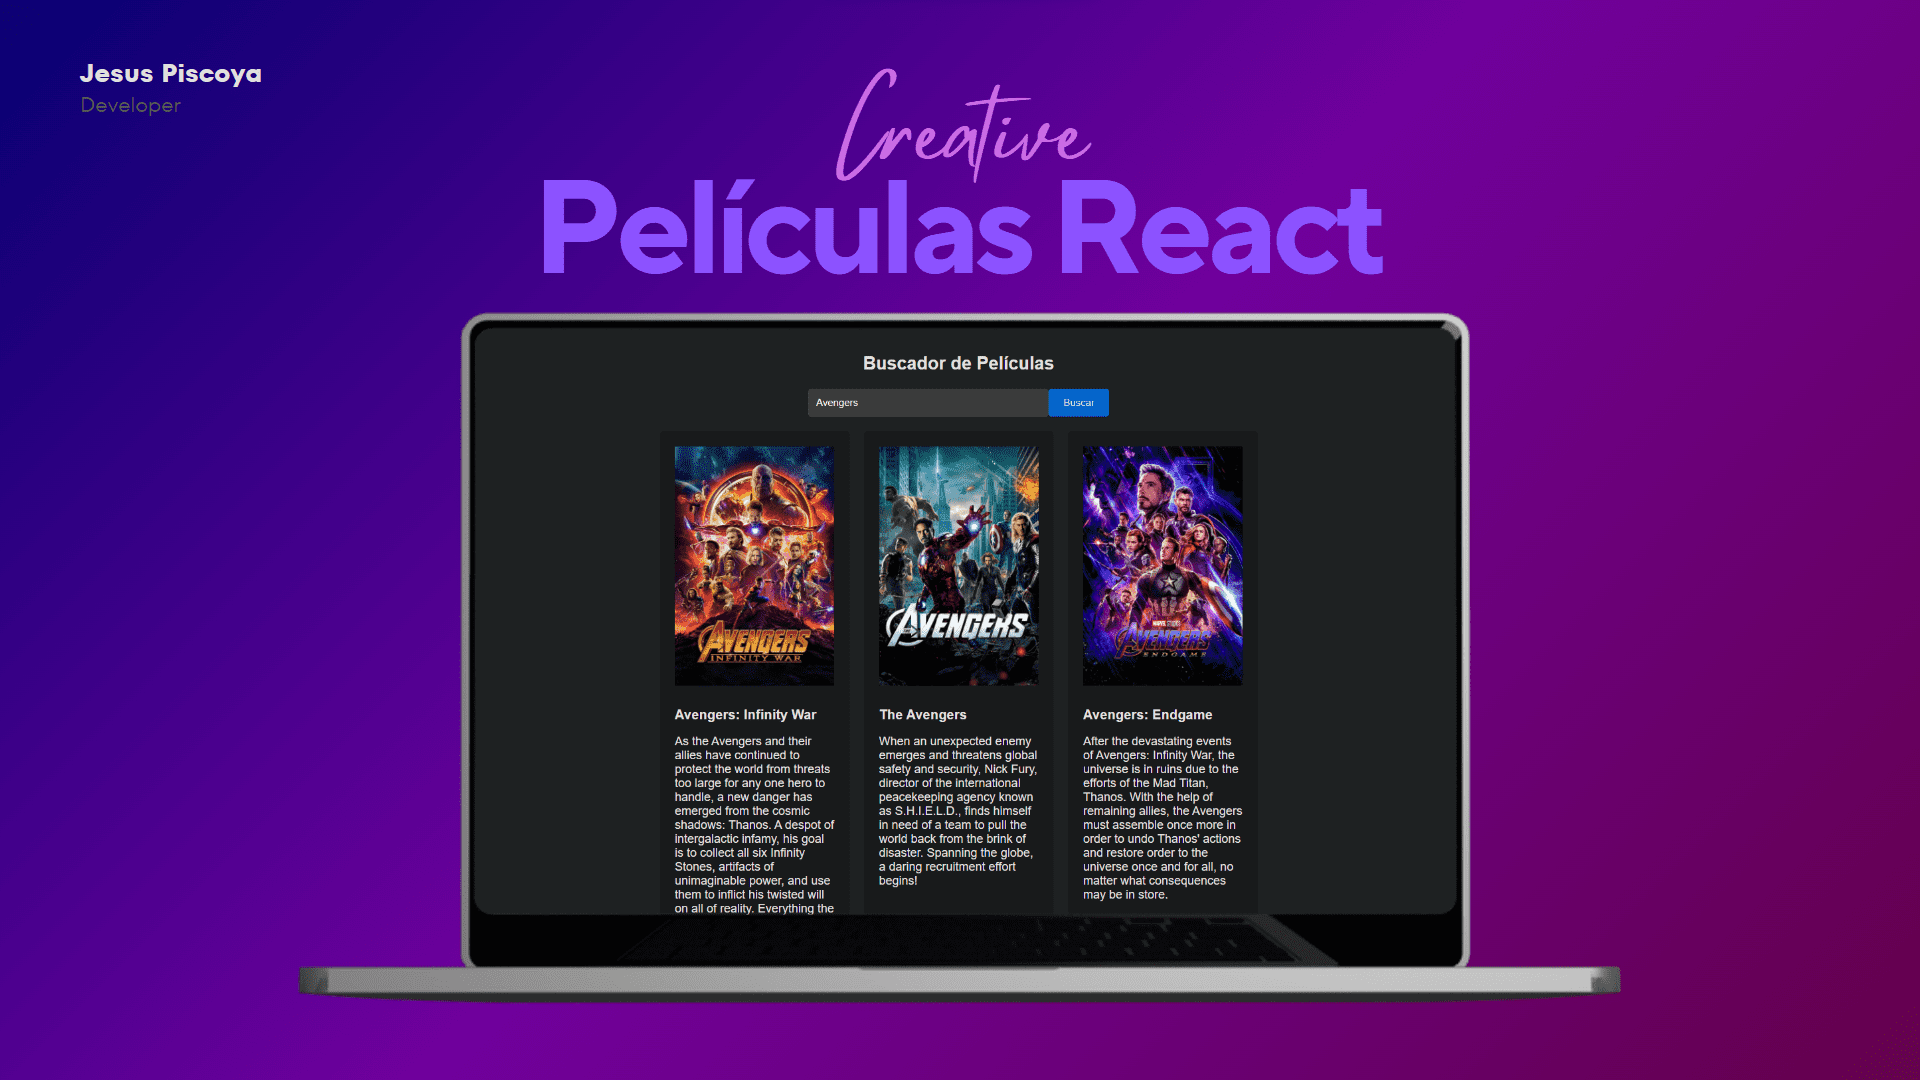 Jesus Piscoya
Developer
Creative
Películas React
Buscador de Películas
Avengers
Buscar
AVENGERS
INFINITY WAR
THE AVENGERS
MARVEL STUDIOS
AVENGERS
ENDGAME
Avengers: Infinity War
As the Avengers and their
allies have continued to
protect the world from threats
too large for any one hero to
handle, a new danger has
emerged from the cosmic
shadows: Thanos. A despot of
intergalactic infamy, his goal
is to collect all six Infinity
Stones, artifacts of
unimaginable power, and use
them to inflict his twisted will
on all of reality. Everything the
The Avengers
When an unexpected enemy
emerges and threatens global
safety and security, Nick Fury,
director of the international
peacekeeping agency known
as S.H.I.E.L.D., finds himself
in need of a team to pull the
world back from the brink of
disaster. Spanning the globe,
a daring recruitment effort
begins!
Avengers: Endgame
After the devastating events
of Avengers: Infinity War, the
universe is in ruins due to the
efforts of the Mad Titan,
Thanos. With the help of
remaining allies, the Avengers
must assemble once more in
order to undo Thanos' actions
and restore order to the
universe once and for all, no
matter what consequences
may be in store.